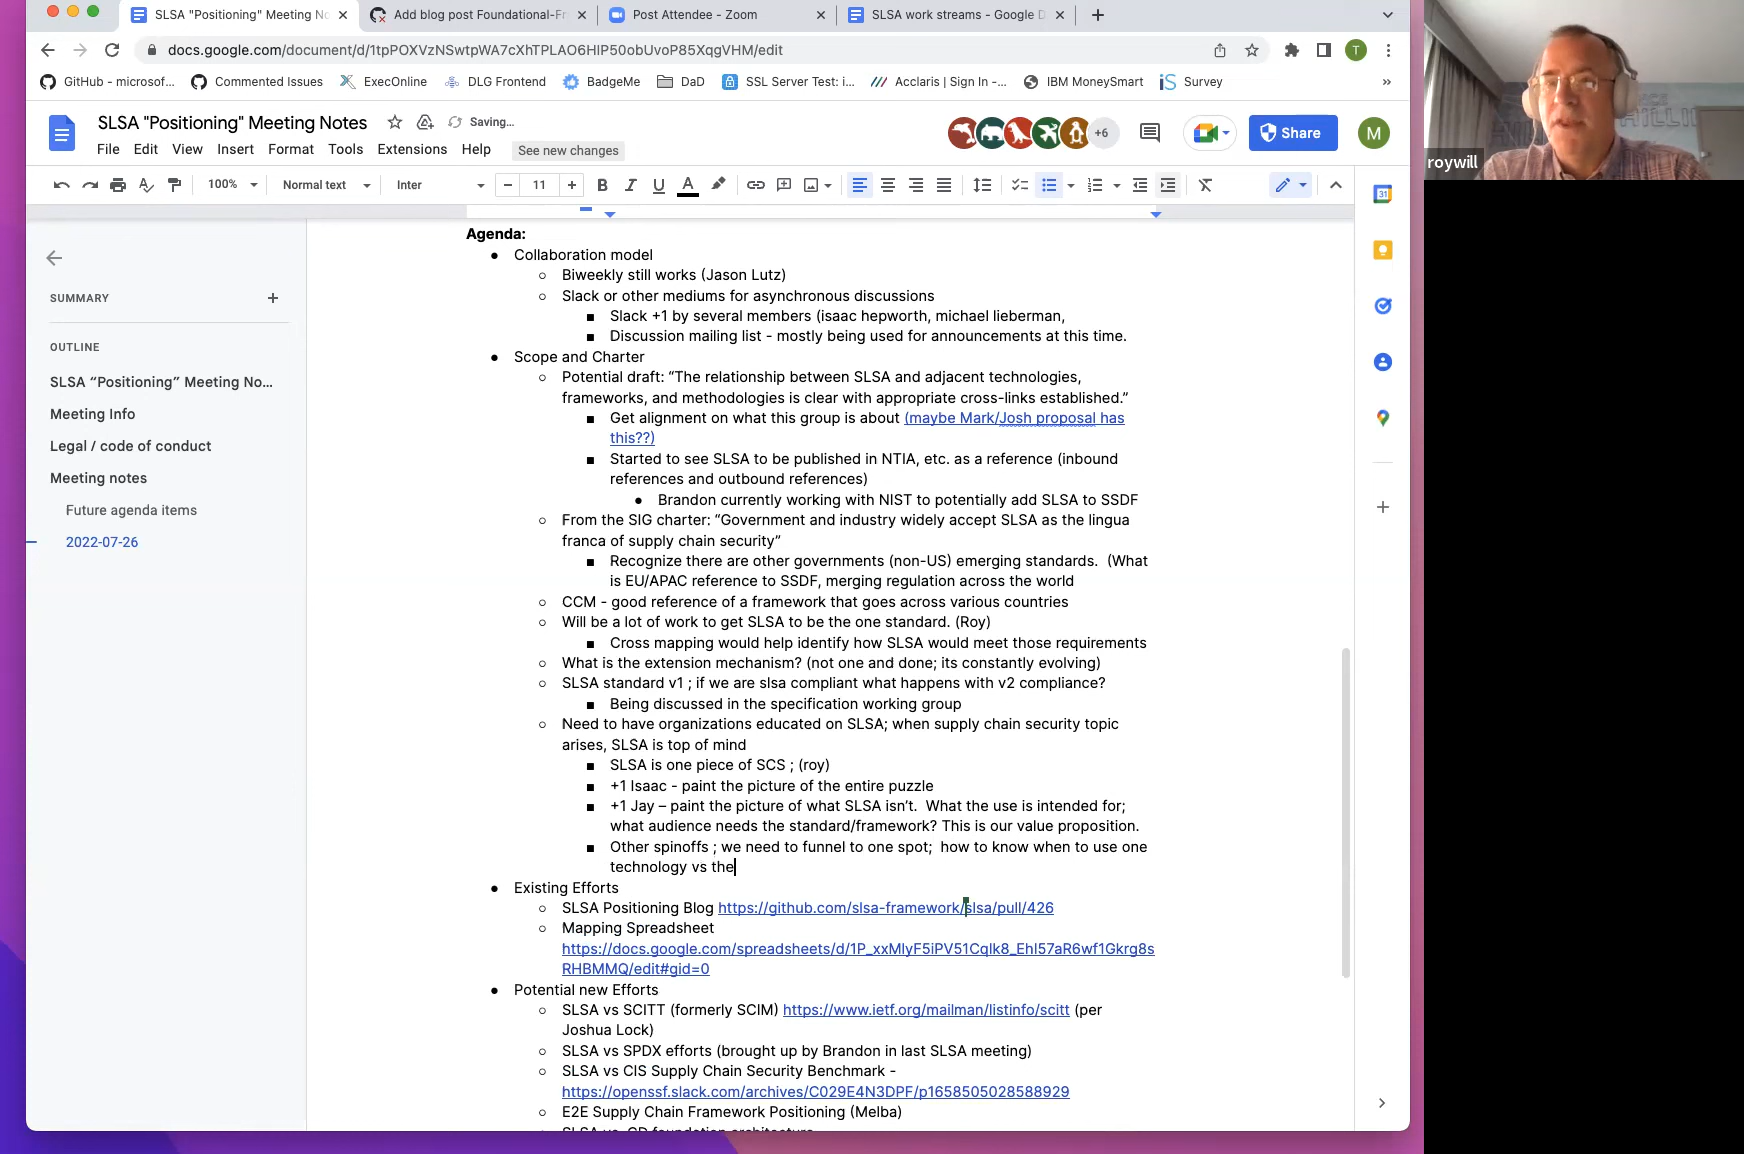 SLSA "Positioning" Meeting No
Add blog post Foundational-Fr
Post Attendee - Zoom
SLSA work streams - Google D
docs.google.com/document/d/1tpPOXVzNSwtpWA7cXhTPLAO6HIP50obUvoP85XqgVHM/edit
GitHub - microsof...
Commented Issues
ExecOnline
DLG Frontend
BadgeMe
DaD
SSL Server Test: i...
Acclaris | Sign In -...
IBM MoneySmart
iS Survey
»
SLSA "Positioning" Meeting Notes
Saving...
File Edit View Insert Format Tools Extensions Help
See new changes
+6
Share
M
T
100%
Normal text
Inter
11
B I U A
31
SUMMARY
OUTLINE
SLSA “Positioning” Meeting No...
Meeting Info
Legal / code of conduct
Meeting notes
Future agenda items
2022-07-26
Agenda:
● Collaboration model
○ Biweekly still works (Jason Lutz)
○ Slack or other mediums for asynchronous discussions
■ Slack +1 by several members (isaac hepworth, michael lieberman,
■ Discussion mailing list - mostly being used for announcements at this time.
● Scope and Charter
○ Potential draft: “The relationship between SLSA and adjacent technologies,
frameworks, and methodologies is clear with appropriate cross-links established.”
■ Get alignment on what this group is about (maybe Mark/Josh proposal has
this??)
■ Started to see SLSA to be published in NTIA, etc. as a reference (inbound
references and outbound references)
● Brandon currently working with NIST to potentially add SLSA to SSDF
○ From the SIG charter: “Government and industry widely accept SLSA as the lingua
franca of supply chain security”
■ Recognize there are other governments (non-US) emerging standards.  (What
is EU/APAC reference to SSDF, merging regulation across the world
○ CCM - good reference of a framework that goes across various countries
○ Will be a lot of work to get SLSA to be the one standard. (Roy)
■ Cross mapping would help identify how SLSA would meet those requirements
○ What is the extension mechanism? (not one and done; its constantly evolving)
○ SLSA standard v1 ; if we are slsa compliant what happens with v2 compliance?
■ Being discussed in the specification working group
○ Need to have organizations educated on SLSA; when supply chain security topic
arises, SLSA is top of mind
■ SLSA is one piece of SCS ; (roy)
■ +1 Isaac - paint the picture of the entire puzzle
■ +1 Jay – paint the picture of what SLSA isn’t.  What the use is intended for;
what audience needs the standard/framework? This is our value proposition.
■ Other spinoffs ; we need to funnel to one spot;  how to know when to use one
technology vs the
● Existing Efforts
○ SLSA Positioning Blog https://github.com/slsa-framework/slsa/pull/426
○ Mapping Spreadsheet
https://docs.google.com/spreadsheets/d/1P_xxMIyF5iPV51Cqlk8_EhI57aR6wf1Gkrg8s
RHBMMQ/edit#gid=0
● Potential new Efforts
○ SLSA vs SCITT (formerly SCIM) https://www.ietf.org/mailman/listinfo/scitt (per
Joshua Lock)
○ SLSA vs SPDX efforts (brought up by Brandon in last SLSA meeting)
○ SLSA vs CIS Supply Chain Security Benchmark -
https://openssf.slack.com/archives/C029E4N3DPF/p1658505028588929
○ E2E Supply Chain Framework Positioning (Melba)
○ SLSA vs. CD foundation architecture
roywill